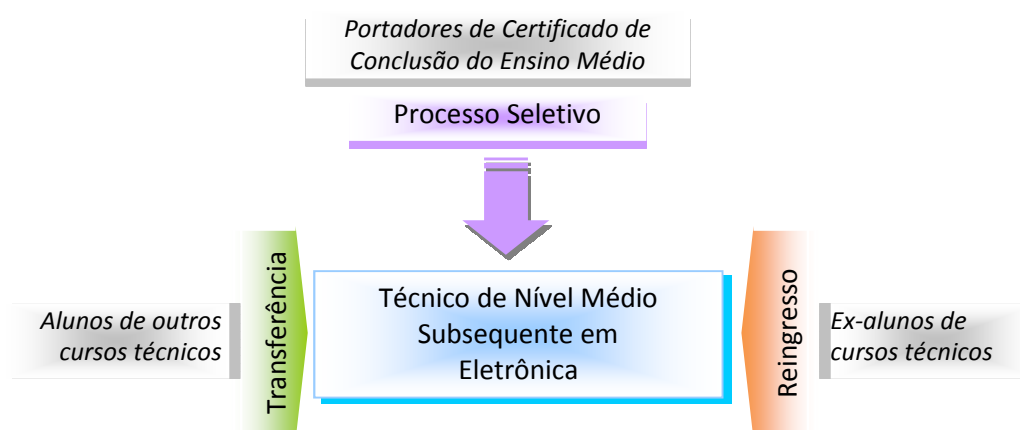 Portadores de Certificado de
Conclusão do Ensino Médio
Processo Seletivo
Transferência
Alunos de outros
cursos técnicos
Técnico de Nível Médio
Subsequente em
Eletrônica
Reingresso
Ex-alunos de
cursos técnicos